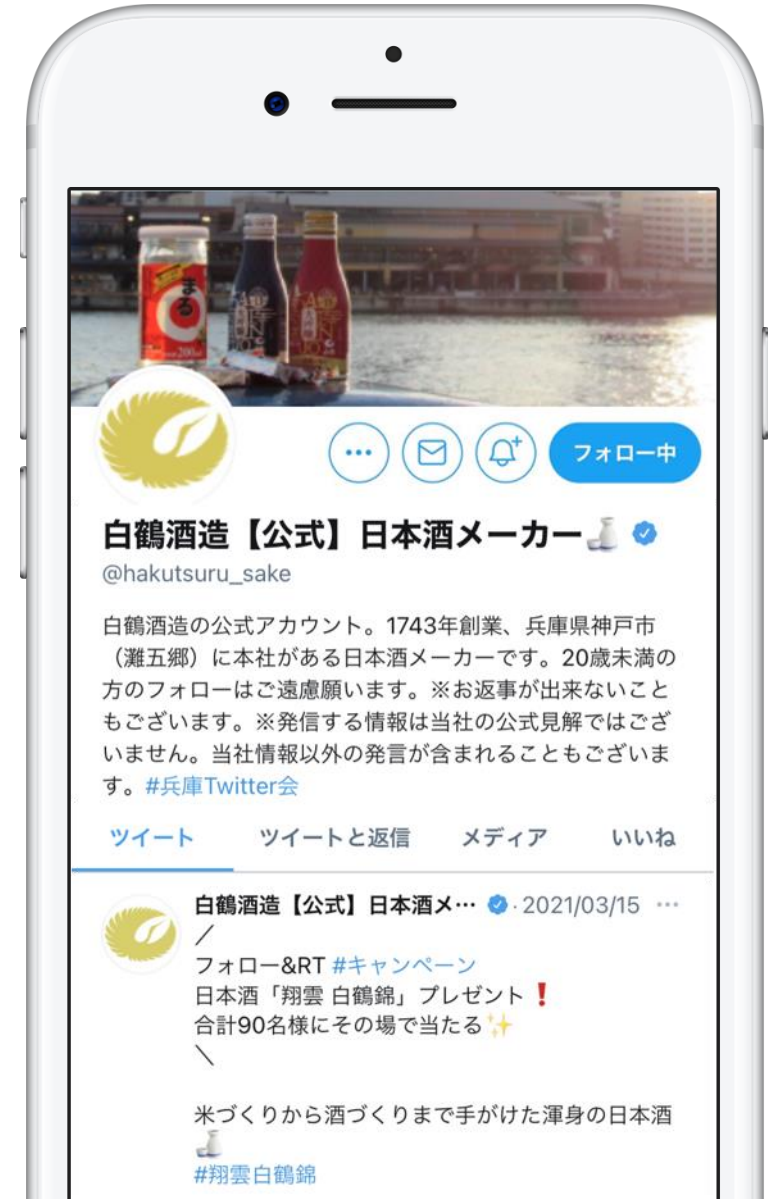 まる
200ml
フォロー中
白鶴酒造【公式】日本酒メーカー🍶
@hakutsuru_sake
白鶴酒造の公式アカウント。1743年創業、兵庫県神戸市
（灘五郷）に本社がある日本酒メーカーです。20歳未満の
方のフォローはご遠慮願います。※お返事が出来ないこと
もございます。※発信する情報は当社の公式見解ではござ
いません。当社情報以外の発言が含まれることもございま
す。#兵庫Twitter会
ツイート ツイートと返信 メディア いいね
白鶴酒造【公式】日本酒メ… · 2021/03/15 …
／
フォロー&RT #キャンペーン
日本酒「翔雲 白鶴錦」プレゼント❗
合計90名様にその場で当たる✨
＼
米づくりから酒づくりまで手がけた渾身の日本酒
🍶
#翔雲白鶴錦